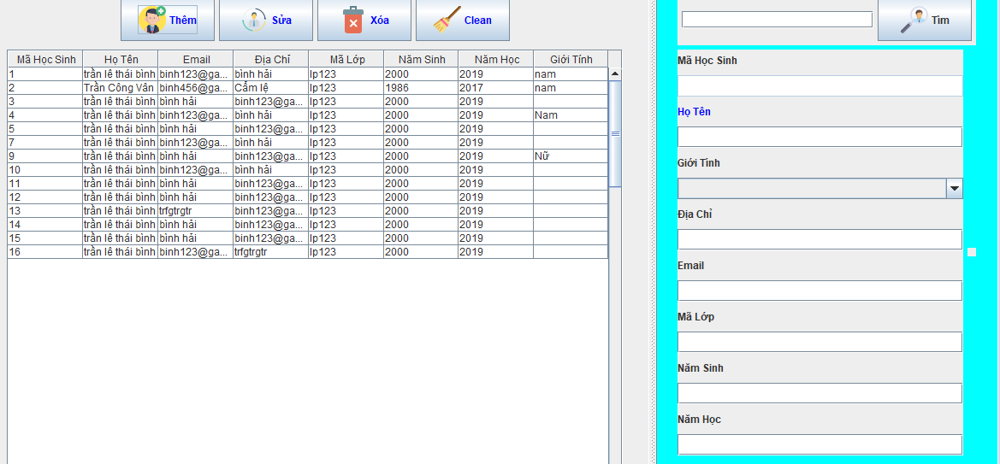 Thêm Sửa Xóa Clean
Tìm
Mã Học Sinh Họ Tên Email Địa Chỉ Mã Lớp Năm Sinh Năm Học Giới Tính
1 trần lê thái bình binh123@ga... bình hải lp123 2000 2019 nam
2 Trần Công Vân binh456@ga... Cẩm lệ lp123 1986 2017 nam
3 trần lê thái bình bình hải binh123@ga... lp123 2000 2019
4 trần lê thái bình binh123@ga... bình hải lp123 2000 2019 Nam
5 trần lê thái bình bình hải binh123@ga... lp123 2000 2019
7 trần lê thái bình binh123@ga... bình hải lp123 2000 2019
9 trần lê thái bình bình hải binh123@ga... lp123 2000 2019 Nữ
10 trần lê thái bình binh123@ga... bình hải lp123 2000 2019
11 trần lê thái bình bình hải binh123@ga... lp123 2000 2019
12 trần lê thái bình bình hải binh123@ga... lp123 2000 2019
13 trần lê thái bình trfgtrgtr binh123@ga... lp123 2000 2019
14 trần lê thái bình bình hải binh123@ga... lp123 2000 2019
15 trần lê thái bình bình hải binh123@ga... lp123 2000 2019
16 trần lê thái bình binh123@ga... trfgtrgtr lp123 2000 2019
Mã Học Sinh
Họ Tên
Giới Tính
Địa Chỉ
Email
Mã Lớp
Năm Sinh
Năm Học